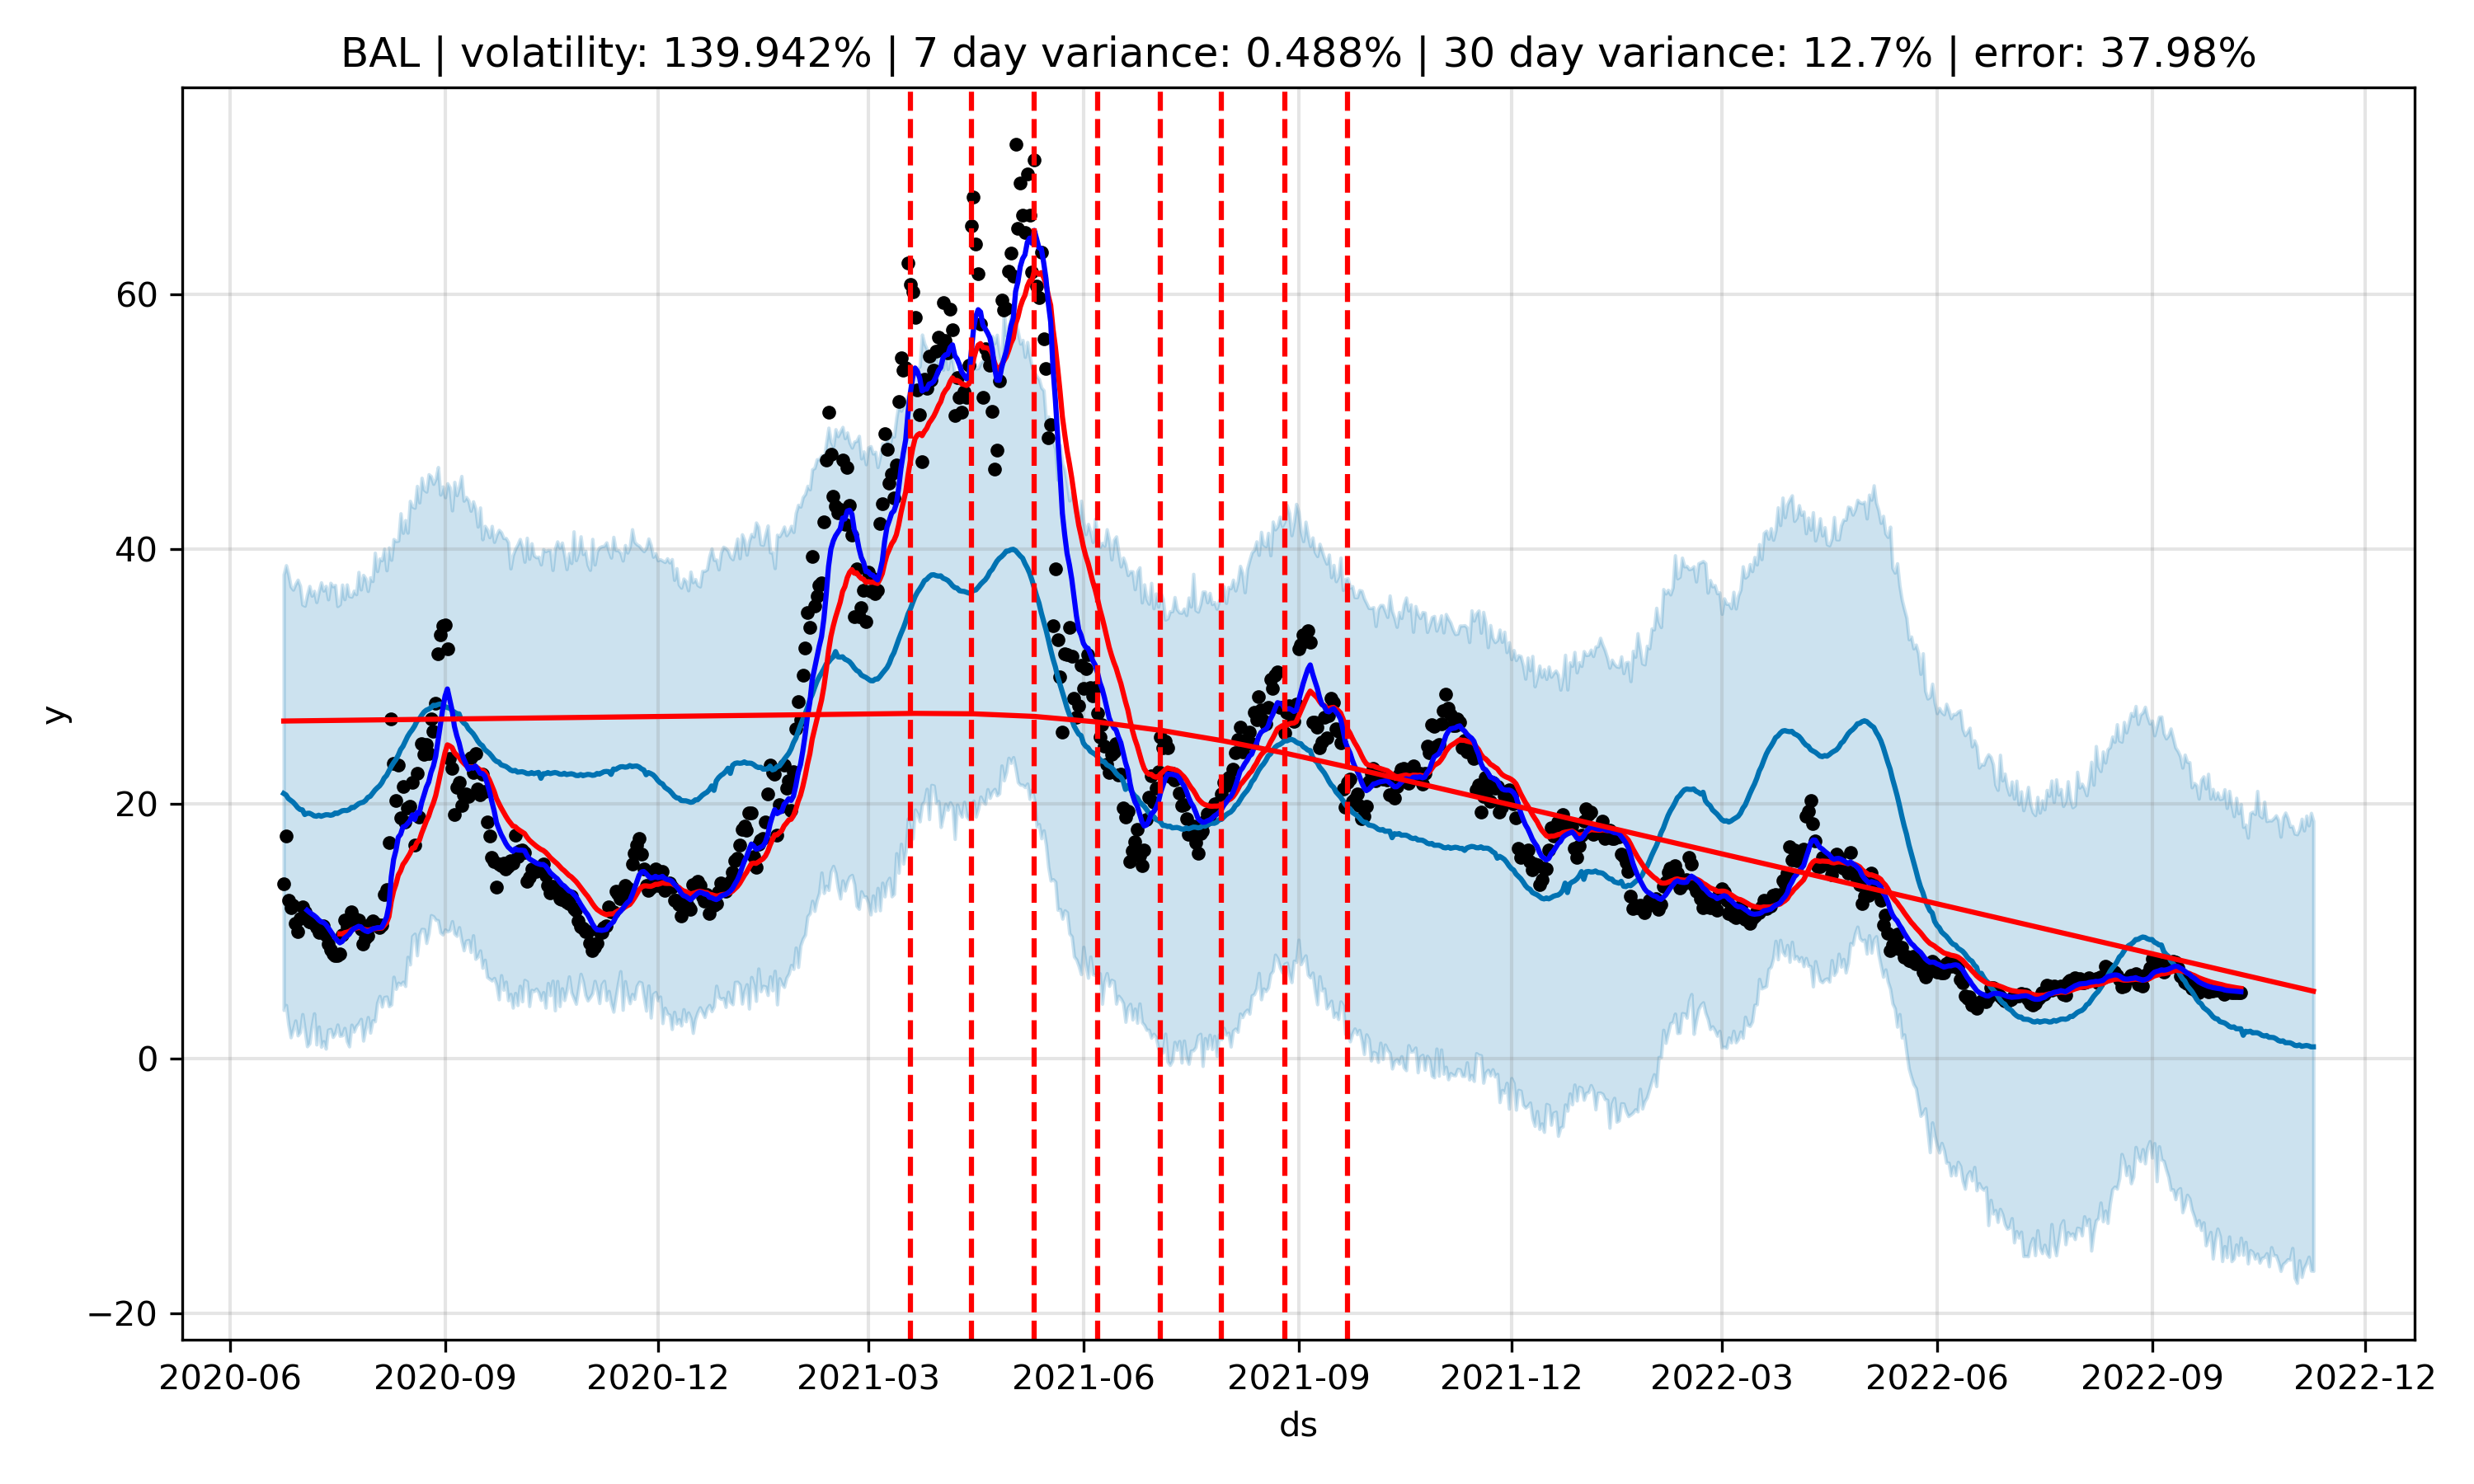 BAL | volatility: 139.942% | 7 day variance: 0.488% | 30 day variance: 12.7% | error: 37.98%
60
40
20
0
−20
y
2020-06 2020-09 2020-12 2021-03 2021-06 2021-09 2021-12 2022-03 2022-06 2022-09 2022-12
ds